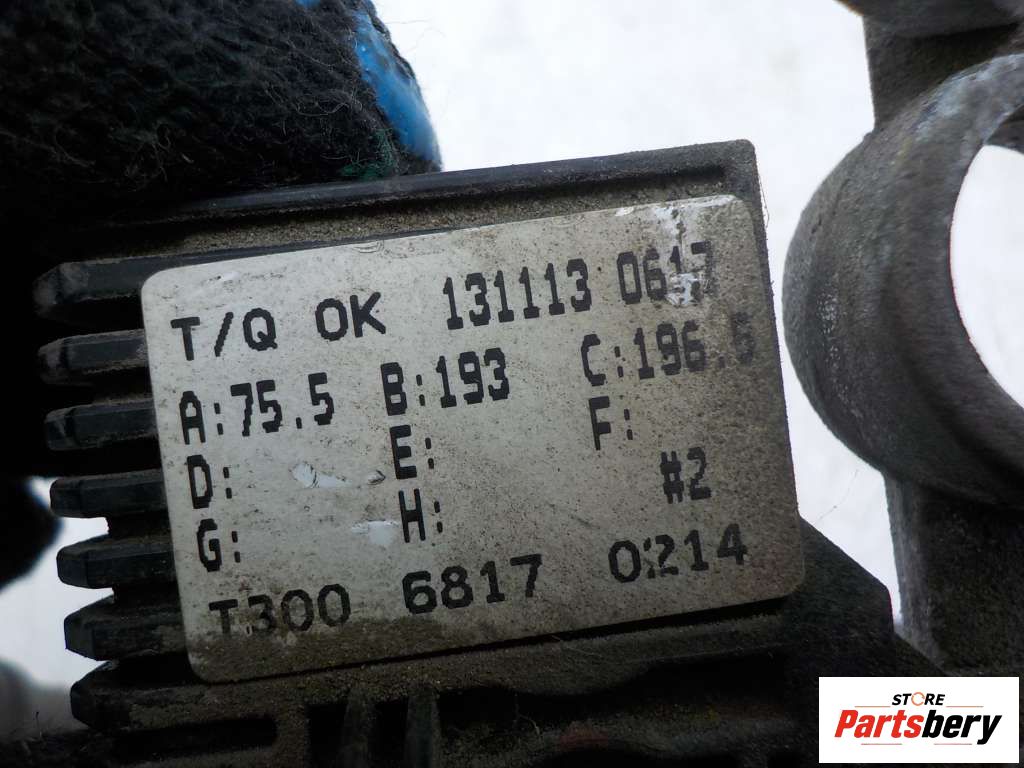 T/Q OK 131113 0617
A:75.5 B:193 C:196.5
D: E: F:
G: H: #2
T300 6817 0214
STORE
Partsbery